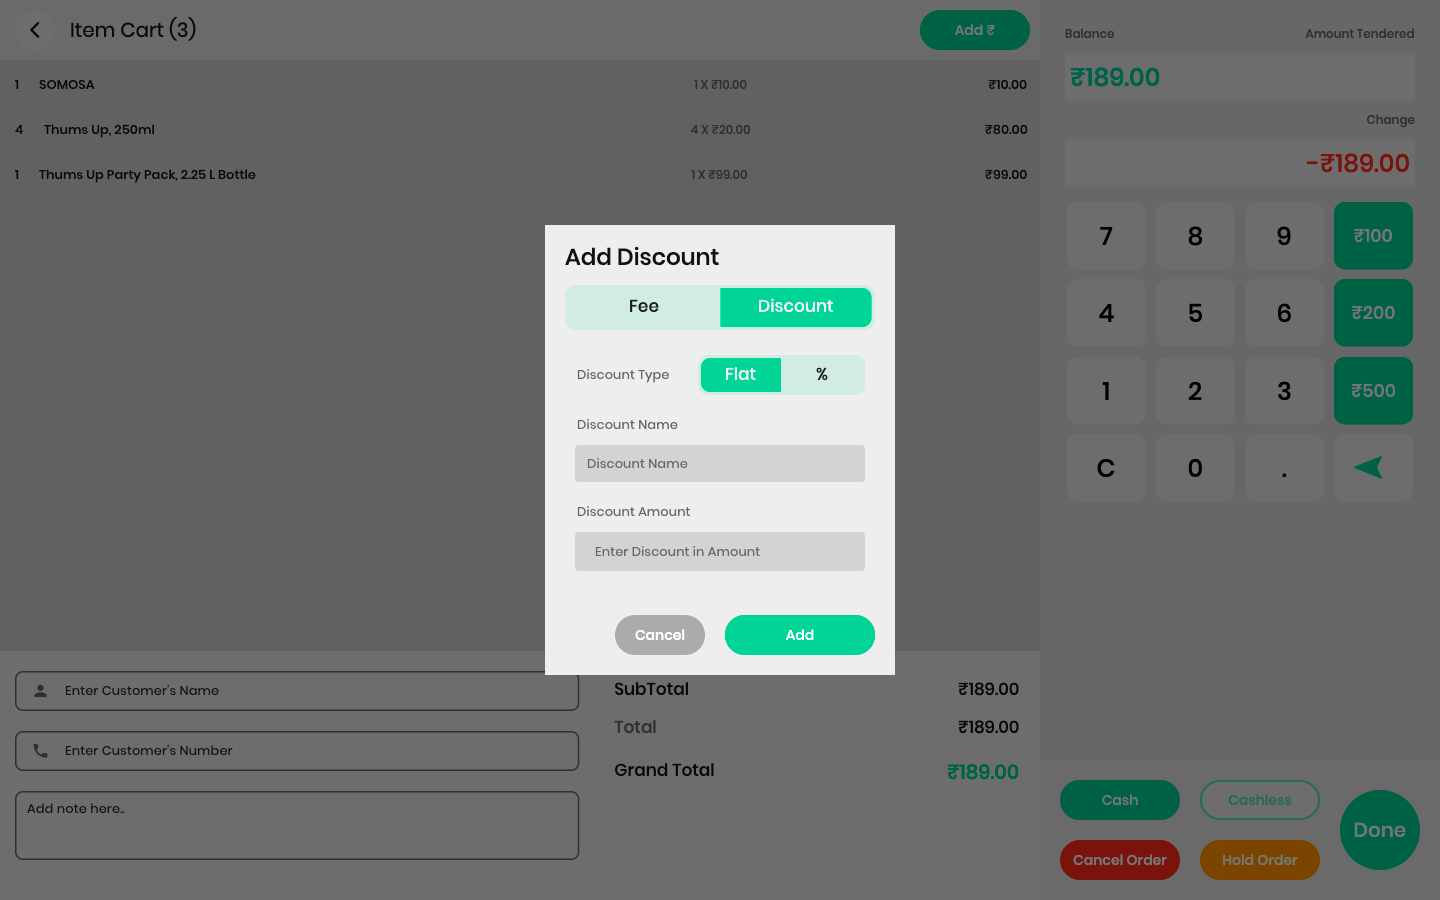 Item Cart (3)
Add ₹
1 SOMOSA 1 X ₹10.00 ₹10.00
4 Thums Up, 250ml 4 X ₹20.00 ₹80.00
1 Thums Up Party Pack, 2.25 L Bottle 1 X ₹99.00 ₹99.00
Balance Amount Tendered
₹189.00
Change
-₹189.00
7 8 9 ₹100
4 5 6 ₹200
1 2 3 ₹500
C 0 .
Add Discount
Fee Discount
Discount Type Flat %
Discount Name
Discount Name
Discount Amount
Enter Discount in Amount
Cancel Add
Enter Customer's Name
Enter Customer's Number
Add note here..
SubTotal ₹189.00
Total ₹189.00
Grand Total ₹189.00
Cash Cashless
Cancel Order Hold Order
Done